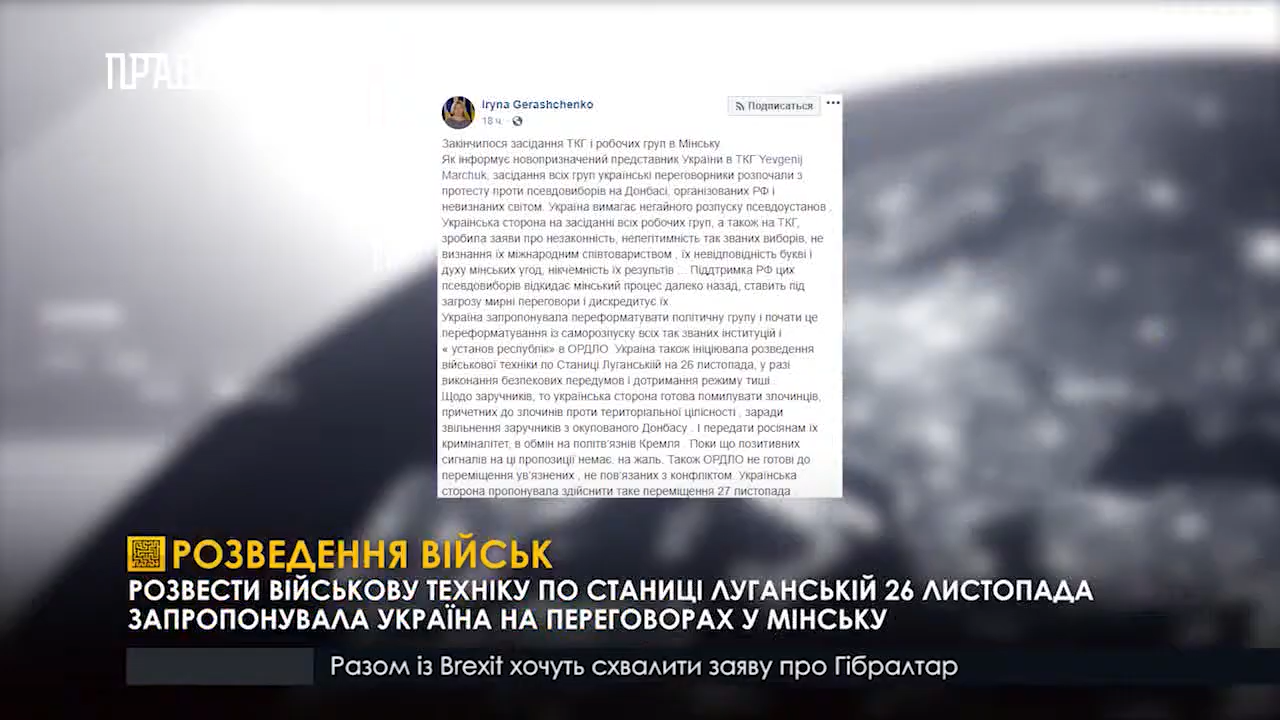 ПРАВ
Iryna Gerashchenko
Подписаться
18 ч.
Закінчилося засідання ТКГ і робочих груп в Мінську
Як інформує новопризначений представник України в ТКГ Yevgenij
Marchuk, засідання всіх груп українські переговорники розпочали з
протесту проти псевдовиборів на Донбасі, організованих РФ і
невизнаних світом. Україна вимагає негайного розпуску псевдоустанов .
Українська сторона на засіданні всіх робочих груп, а також на ТКГ,
зробила заяви про незаконність, нелегітимність так званих виборів, не
визнання їх міжнародним співтовариством , їх невідповідність букві і
духу мінських угод, нікчемність їх результів ... Піддтримка РФ цих
псевдовиборів відкидає мінський процес далеко назад, ставить під
загрозу мирні переговори і дискредитує їх.
Україна запропонувала переформатувати політичну групу і почати це
переформатування із саморозпуску всіх так званих інституцій і
« установ республік» в ОРДЛО. Україна також ініціювала розведення
військової техніки по Станиці Луганській на 26 листопада, у разі
виконання безпекових передумов і дотримання режиму тиші .
Щодо заручників, то українська сторона готова помилувати злочинців,
причетних до злочинів проти територіальної цілісності , заради
звільнення заручників з окупованого Донбасу . І передати росіянам їх
криміналітет, в обмін на політв'язнів Кремля . Поки що позитивних
сигналів на ці пропозиції немає. на жаль. Також ОРДЛО не готові до
переміщення ув'язнених , не пов'язаних з конфліктом. Українська
сторона пропонувала здійснити таке переміщення 27 листопада
РОЗВЕДЕННЯ ВІЙСЬК
РОЗВЕСТИ ВІЙСЬКОВУ ТЕХНІКУ ПО СТАНИЦІ ЛУГАНСЬКІЙ 26 ЛИСТОПАДА
ЗАПРОПОНУВАЛА УКРАЇНА НА ПЕРЕГОВОРАХ У МІНСЬКУ
Разом із Brexit хочуть схвалити заяву про Гібралтар